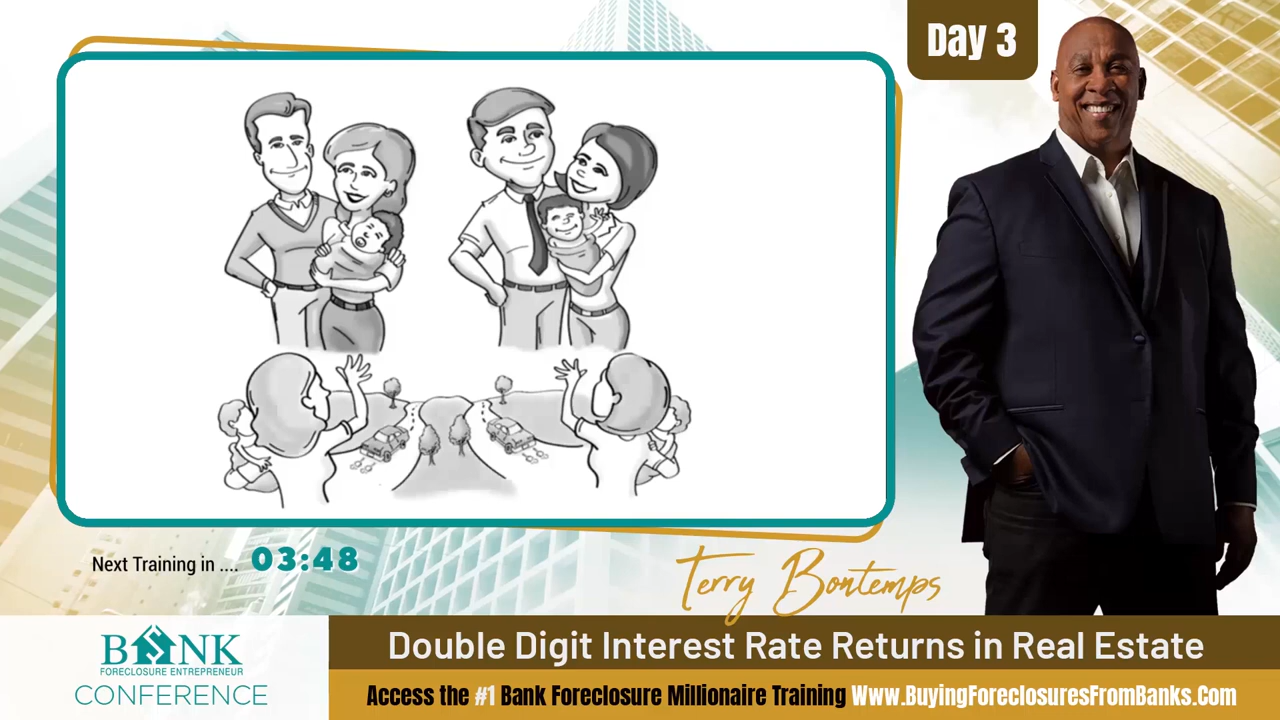 Day 3
Next Training in .... 03:48
Terry Bontemps
BANK
FORECLOSURE ENTREPRENEUR
CONFERENCE
Double Digit Interest Rate Returns in Real Estate
Access the #1 Bank Foreclosure Millionaire Training Www.BuyingForeclosuresFromBanks.Com